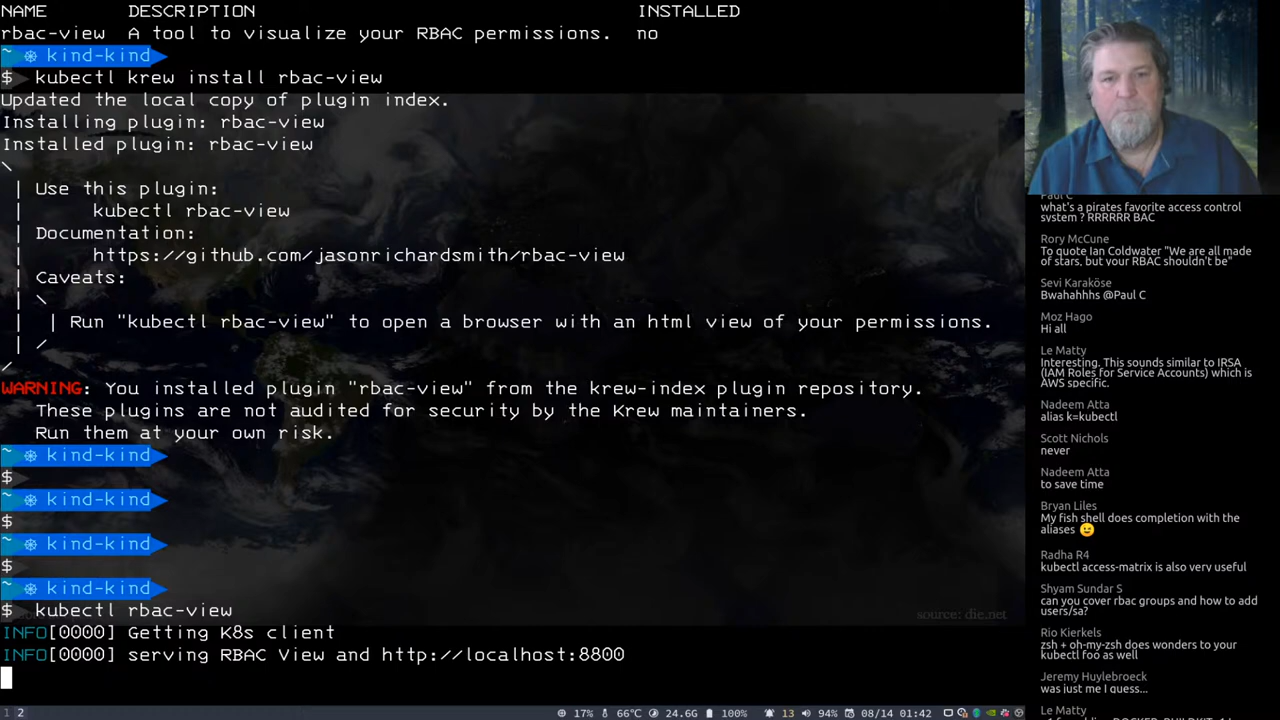 NAME DESCRIPTION INSTALLED
rbac-view A tool to visualize your RBAC permissions. no
~ ⎈ kind-kind
$ kubectl krew install rbac-view
Updated the local copy of plugin index.
Installing plugin: rbac-view
Installed plugin: rbac-view
\
| Use this plugin:
| kubectl rbac-view
| Documentation:
| https://github.com/jasonrichardsmith/rbac-view
| Caveats:
| \
| | Run "kubectl rbac-view" to open a browser with an html view of your permissions.
| /
/
WARNING: You installed plugin "rbac-view" from the krew-index plugin repository.
These plugins are not audited for security by the Krew maintainers.
Run them at your own risk.
~ ⎈ kind-kind
$
~ ⎈ kind-kind
$
~ ⎈ kind-kind
$
~ ⎈ kind-kind
$ kubectl rbac-view
source: die.net
INFO[0000] Getting K8s client
INFO[0000] serving RBAC View and http://localhost:8800
1 2
17% 66°C 24.6G 100% 13 94% 08/14 01:42
Paul C
what's a pirates favorite access control
system ? RRRRRR BAC
Rory McCune
To quote Ian Coldwater "We are all made
of stars, but your RBAC shouldn't be"
Sevi Karaköse
Bwahahhhs @Paul C
Moz Hago
Hi all
Le Matty
Interesting. This sounds similar to IRSA
(IAM Roles for Service Accounts) which is
AWS specific.
Nadeem Atta
alias k=kubectl
Scott Nichols
never
Nadeem Atta
to save time
Bryan Liles
My fish shell does completion with the
aliases 😉
Radha R4
kubectl access-matrix is also very useful
Shyam Sundar S
can you cover rbac groups and how to add
users/sa?
Rio Kierkels
zsh + oh-my-zsh does wonders to your
kubectl foo as well
Jeremy Huylebroeck
was just me I guess...
Le Matty